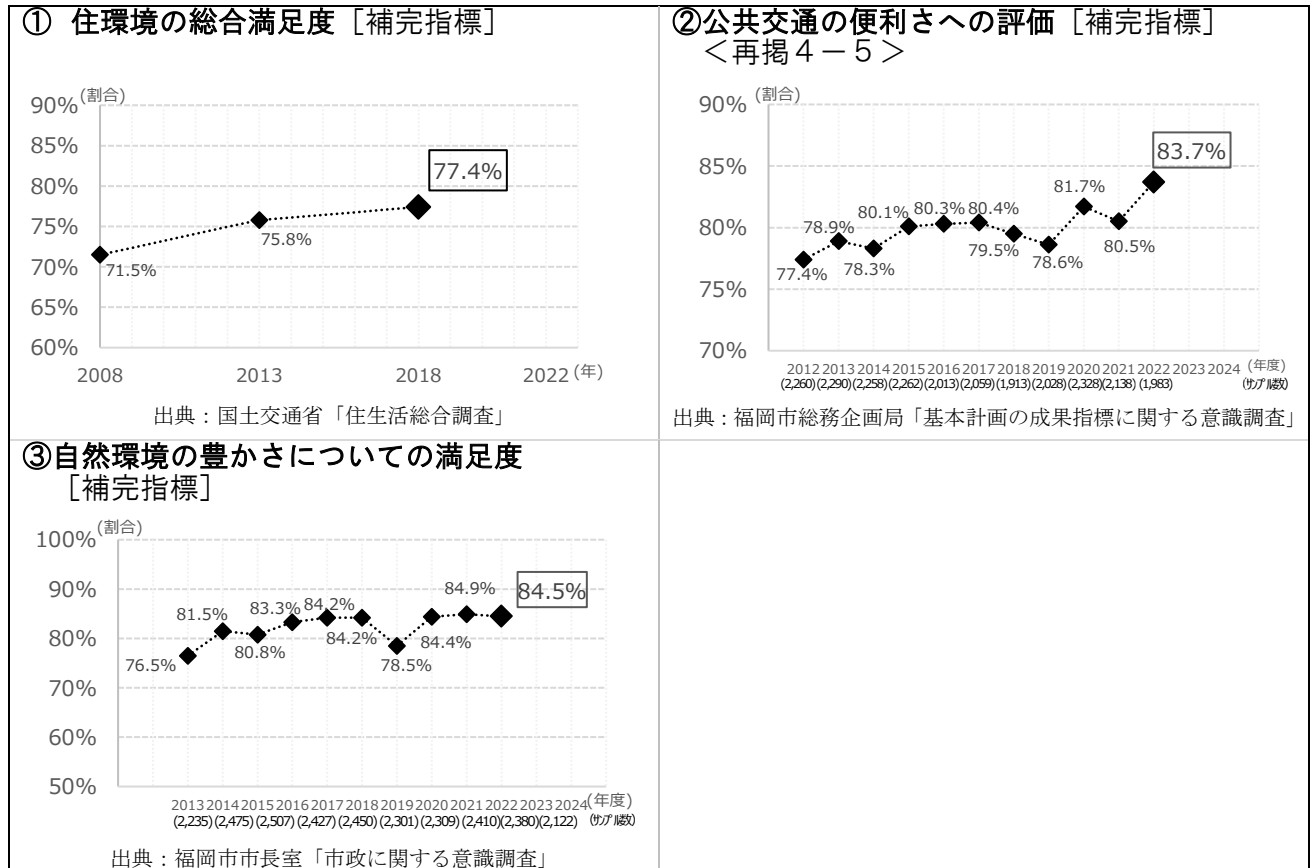 ① 住環境の総合満足度［補完指標］
(割合)
90%
85%
80%
75%
70%
65%
60%
77.4%
75.8%
71.5%
2008 2013 2018 2022 (年)
出典：国土交通省「住生活総合調査」
②公共交通の便利さへの評価［補完指標］
＜再掲４－５＞
(割合)
90%
85%
80%
75%
70%
83.7%
77.4% 78.9% 78.3% 80.1% 80.3% 80.4% 79.5% 78.6% 81.7% 80.5%
2012 2013 2014 2015 2016 2017 2018 2019 2020 2021 2022 2023 2024 (年度)
(2,260) (2,290) (2,258) (2,262) (2,013) (2,059) (1,913) (2,028) (2,328) (2,138) (1,983) (サンプル数)
出典：福岡市総務企画局「基本計画の成果指標に関する意識調査」
③自然環境の豊かさについての満足度
［補完指標］
(割合)
100%
90%
80%
70%
60%
50%
84.5%
76.5% 81.5% 80.8% 83.3% 84.2% 84.2% 78.5% 84.4% 84.9%
2013 2014 2015 2016 2017 2018 2019 2020 2021 2022 2023 2024 (年度)
(2,235) (2,475) (2,507) (2,427) (2,450) (2,301) (2,309) (2,410) (2,380) (2,122) (サンプル数)
出典：福岡市市長室「市政に関する意識調査」